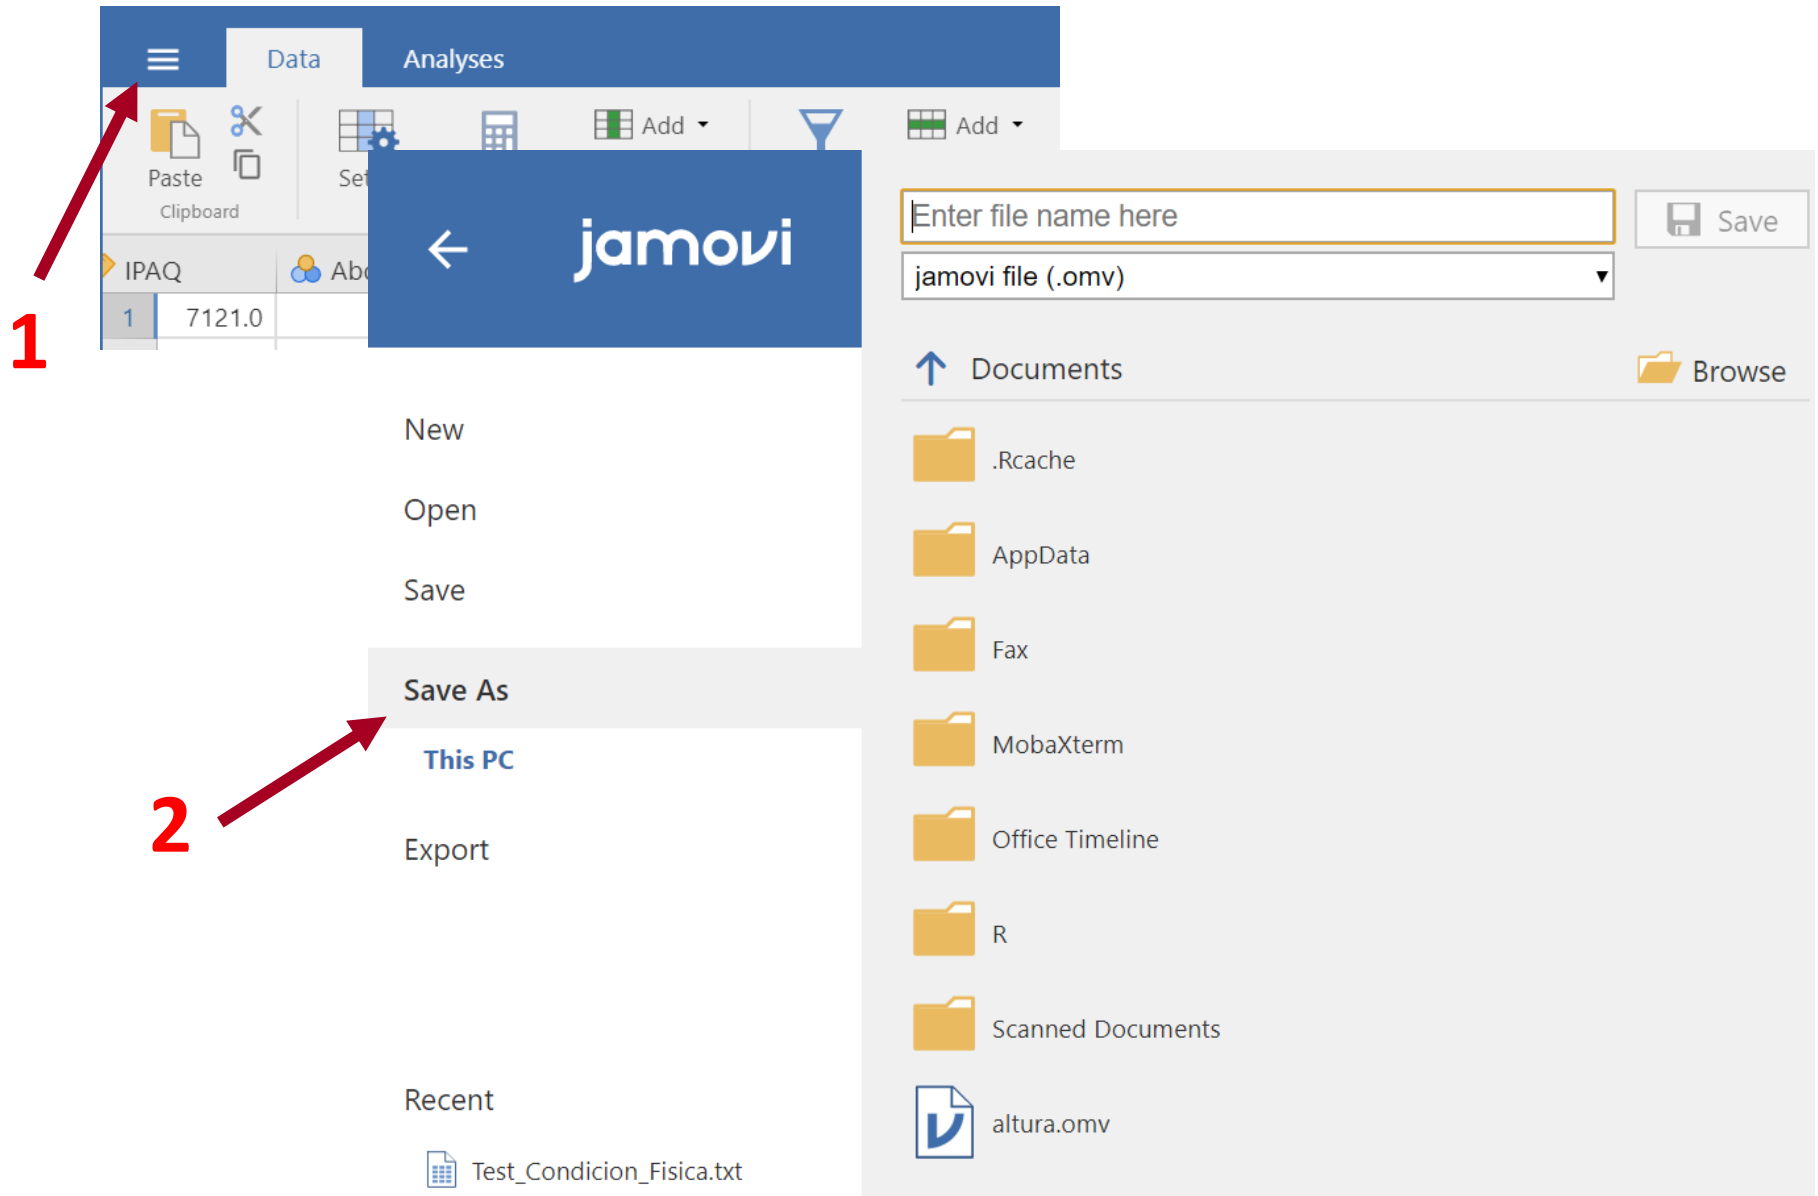 Data
Analyses
Paste
Clipboard
Set
Add
Add
IPAQ
Abd
1
7121.0
1
jamovi
New
Open
Save
Save As
This PC
2
Export
Recent
Test_Condicion_Fisica.txt
Enter file name here
Save
jamovi file (.omv)
Documents
Browse
.Rcache
AppData
Fax
MobaXterm
Office Timeline
R
Scanned Documents
altura.omv